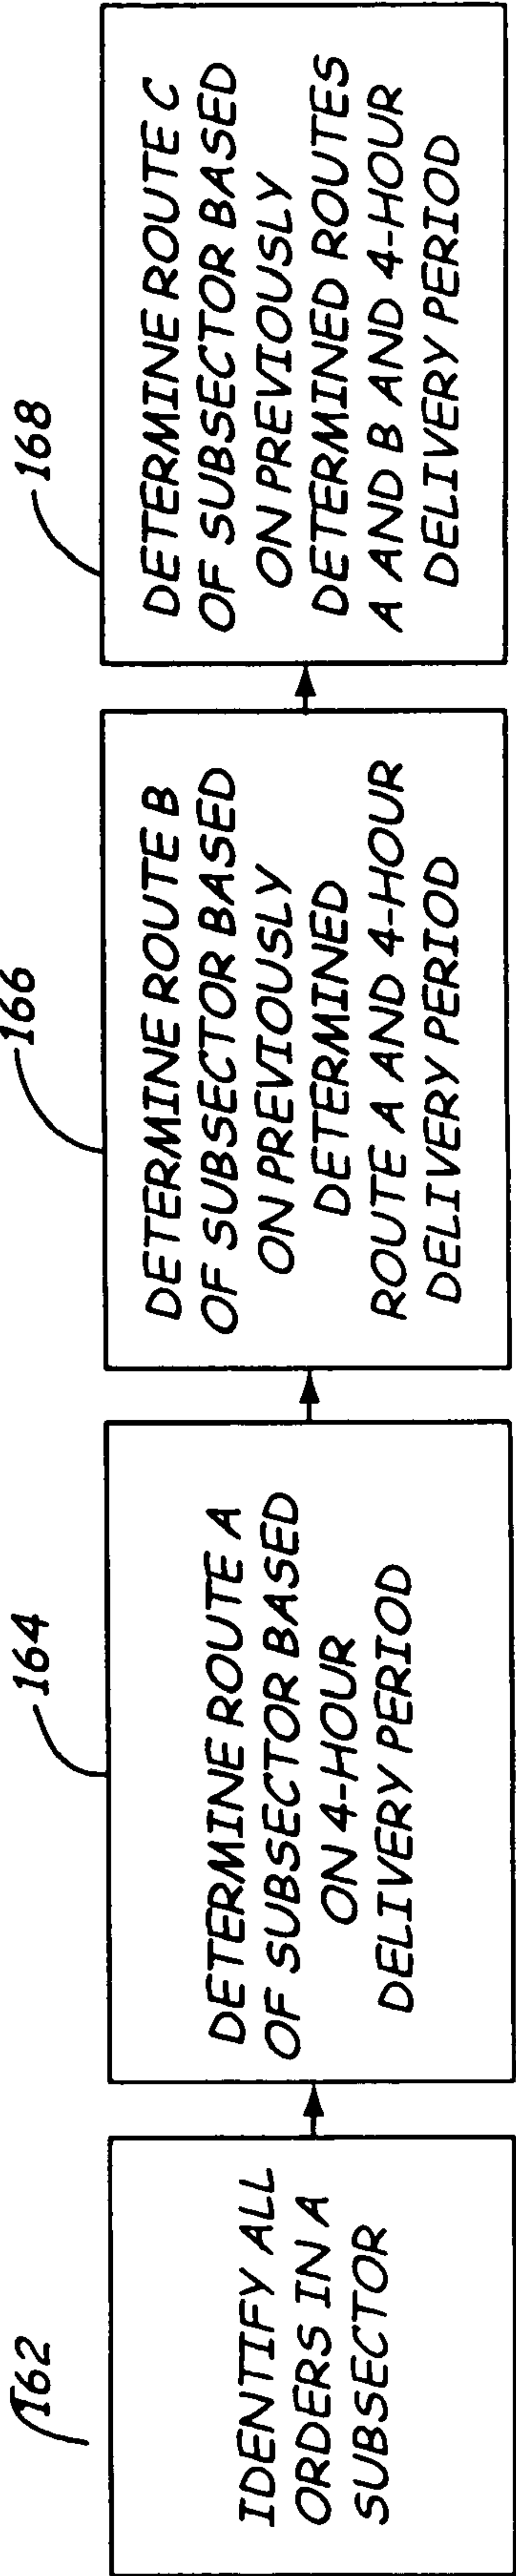 162
IDENTIFY ALL
ORDERS IN A
SUBSECTOR
164
DETERMINE ROUTE A
OF SUBSECTOR BASED
ON 4-HOUR
DELIVERY PERIOD
166
DETERMINE ROUTE B
OF SUBSECTOR BASED
ON PREVIOUSLY
DETERMINED
ROUTE A AND 4-HOUR
DELIVERY PERIOD
168
DETERMINE ROUTE C
OF SUBSECTOR BASED
ON PREVIOUSLY
DETERMINED ROUTES
A AND B AND 4-HOUR
DELIVERY PERIOD